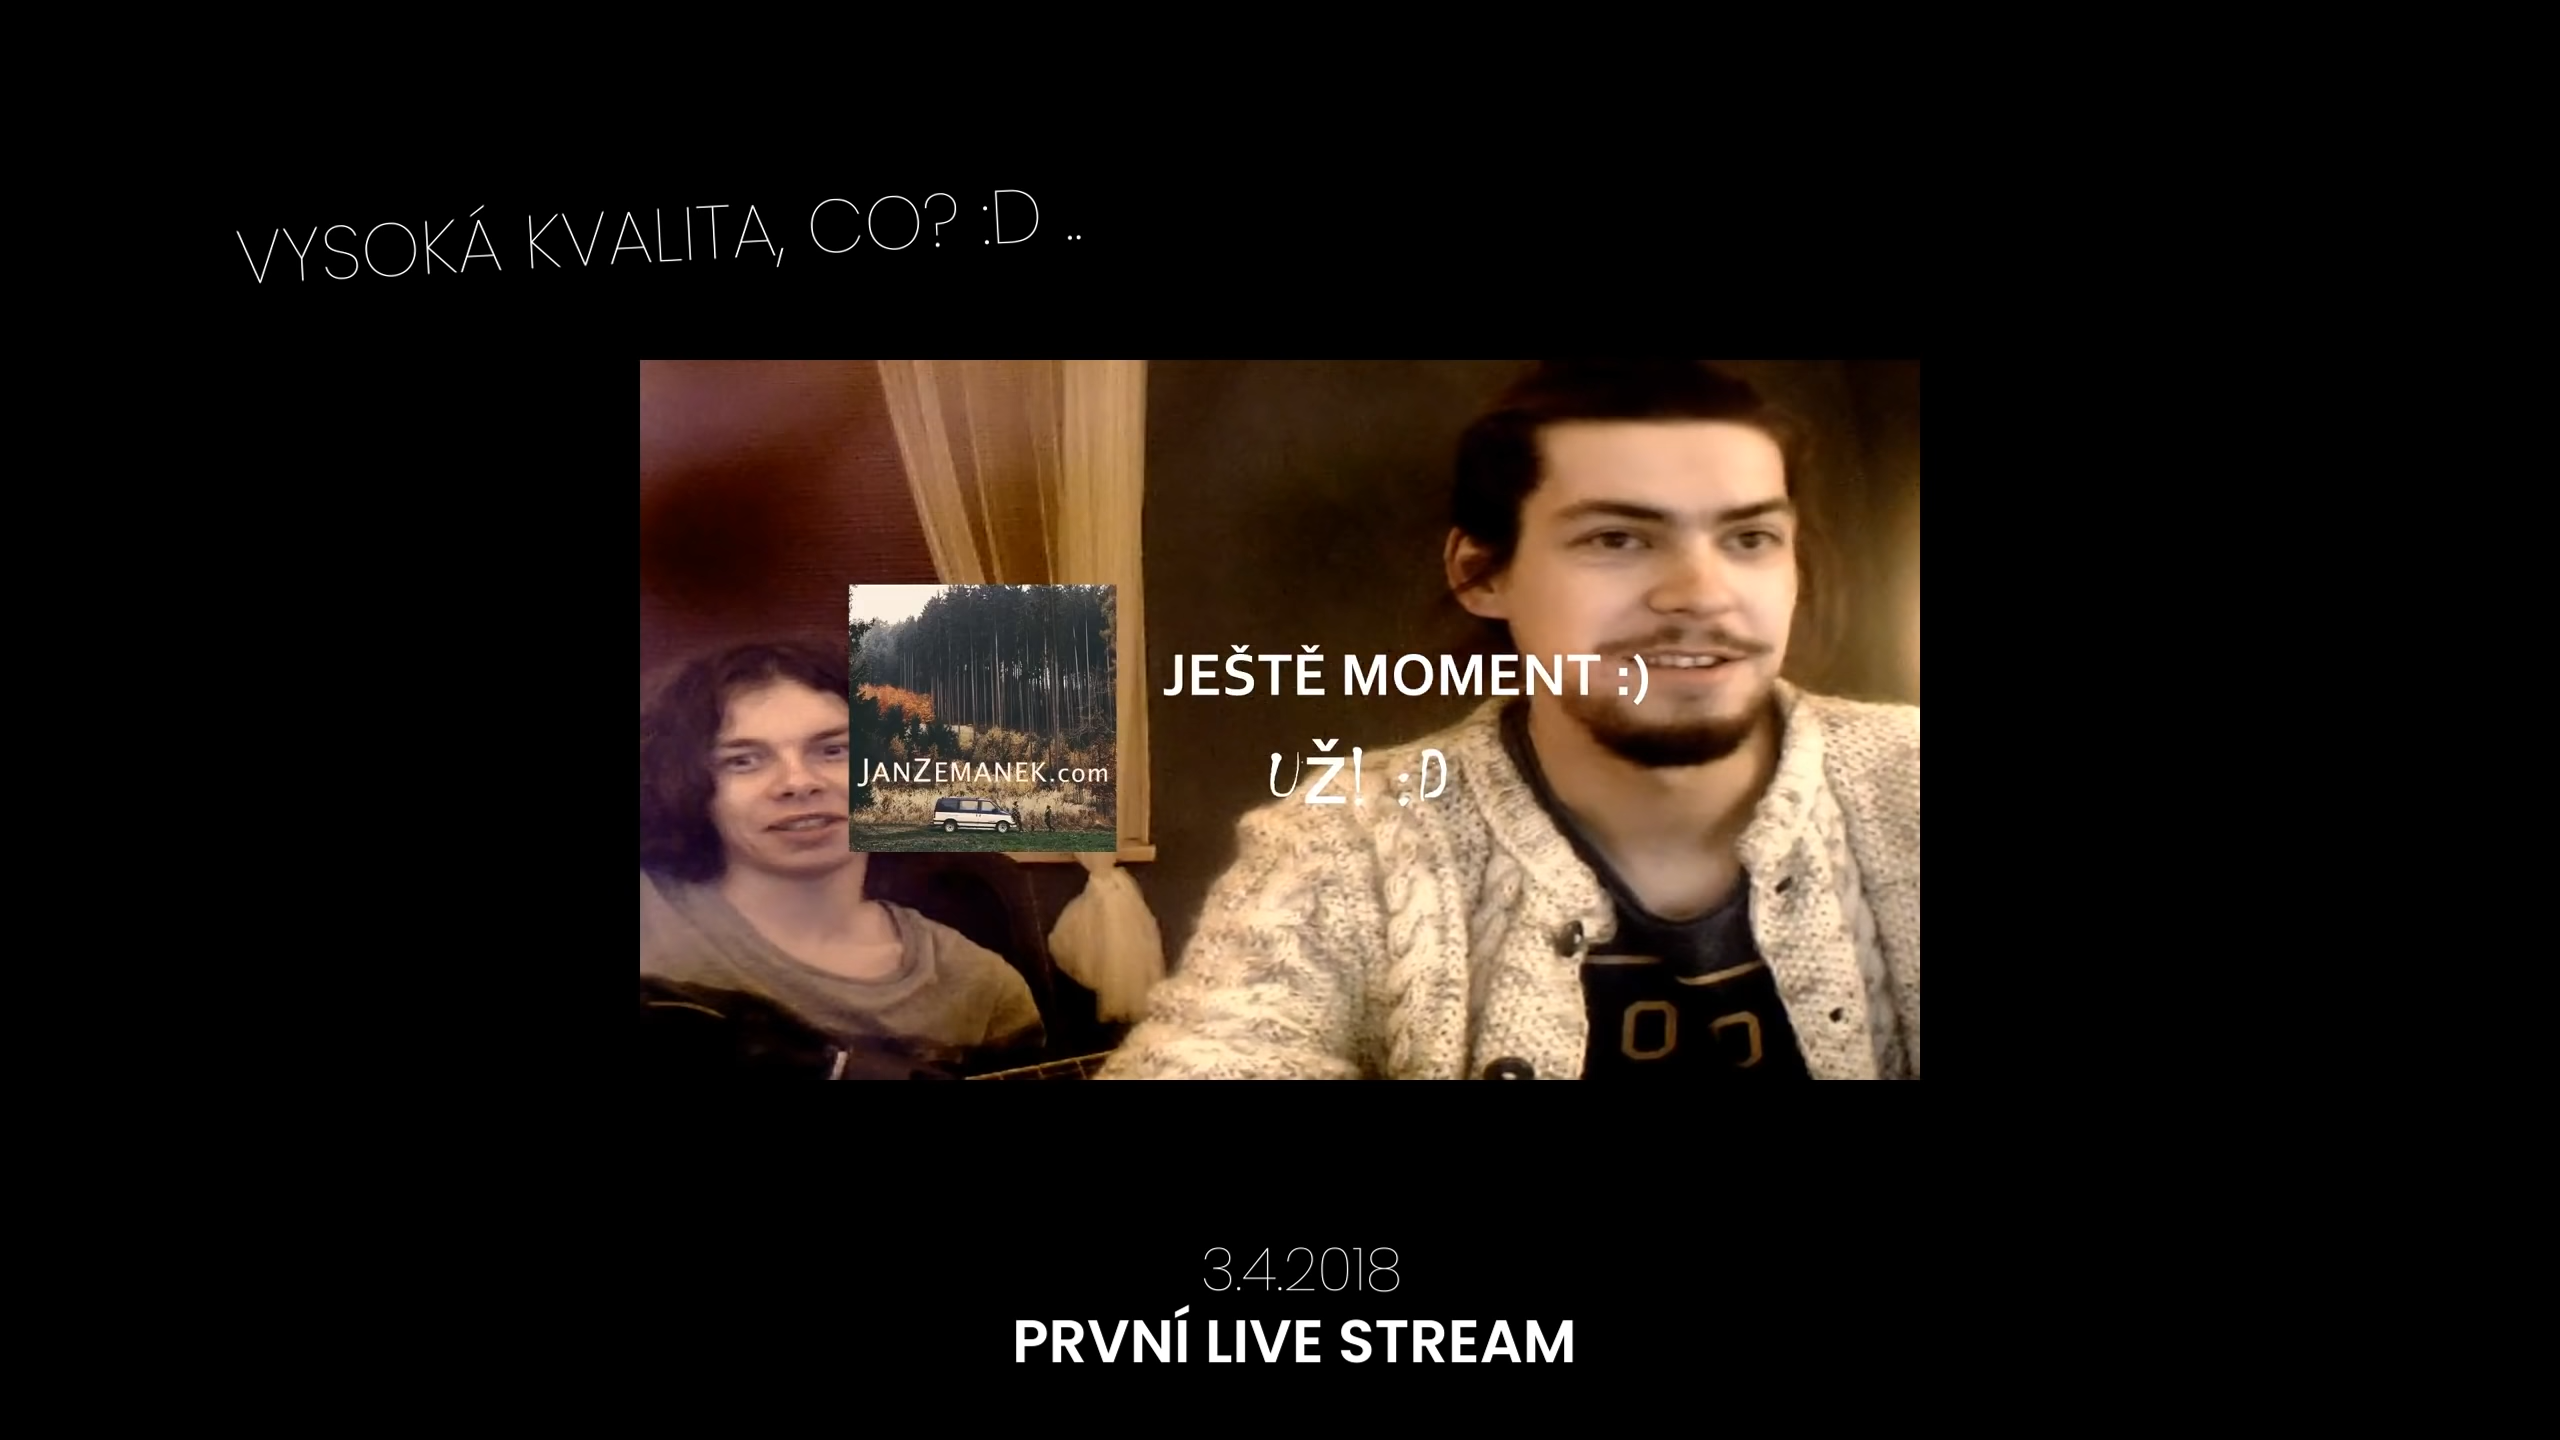 VYSOKÁ KVALITA, CO? :D ..
JEŠTĚ MOMENT :)
UŽ! :D
JANZEMANEK.com
3.4.2018
PRVNÍ LIVE STREAM